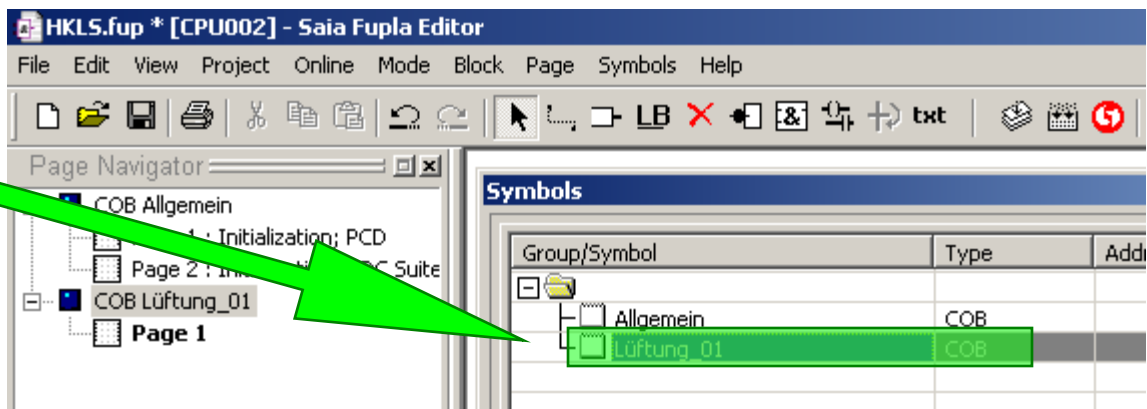 HKLS.fup * [CPU002] - Saia Fupla Editor
File Edit View Project Online Mode Block Page Symbols Help
LB & txt
Page Navigator
COB Allgemein
1 : Initialization; PCD
Page 2 : Suite
COB Lüftung_01
Page 1
Symbols
Group/Symbol Type Addr
Allgemein COB
Lüftung_01 COB